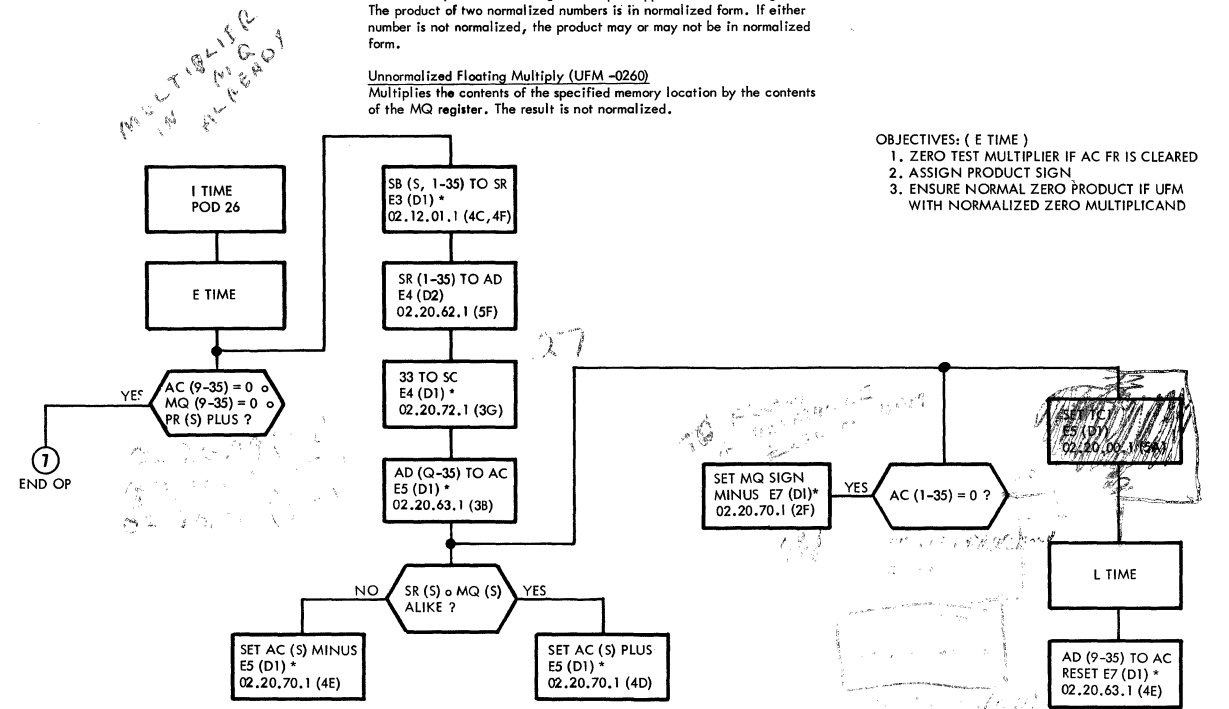 The product of two normalized numbers is in normalized form. If either
number is not normalized, the product may or may not be in normalized
form.
Unnormalized Floating Multiply (UFM -0260)
Multiplies the contents of the specified memory location by the contents
of the MQ register. The result is not normalized.
MULTIPLIER
IN MQ
ALREADY
OBJECTIVES: ( E TIME )
1. ZERO TEST MULTIPLIER IF AC FR IS CLEARED
2. ASSIGN PRODUCT SIGN
3. ENSURE NORMAL ZERO PRODUCT IF UFM
WITH NORMALIZED ZERO MULTIPLICAND
I TIME
POD 26
E TIME
AC (9-35) = 0 o
MQ (9-35) = 0 o
PR (S) PLUS ?
YES
7
END OP
SB (S, 1-35) TO SR
E3 (D1) *
02.12.01.1 (4C,4F)
SR (1-35) TO AD
E4 (D2)
02.20.62.1 (5F)
27
33 TO SC
E4 (D1) *
02.20.72.1 (3G)
AD (Q-35) TO AC
E5 (D1) *
02.20.63.1 (3B)
SR (S) o MQ (S)
ALIKE ?
NO
YES
SET AC (S) MINUS
E5 (D1) *
02.20.70.1 (4E)
SET AC (S) PLUS
E5 (D1) *
02.20.70.1 (4D)
SET MQ SIGN
MINUS E7 (D1)*
02.20.70.1 (2F)
YES
AC (1-35) = 0 ?
SET TC1
E5 (D1)
02.20.00.1 (5A)
L TIME
AD (9-35) TO AC
RESET E7 (D1) *
02.20.63.1 (4E)